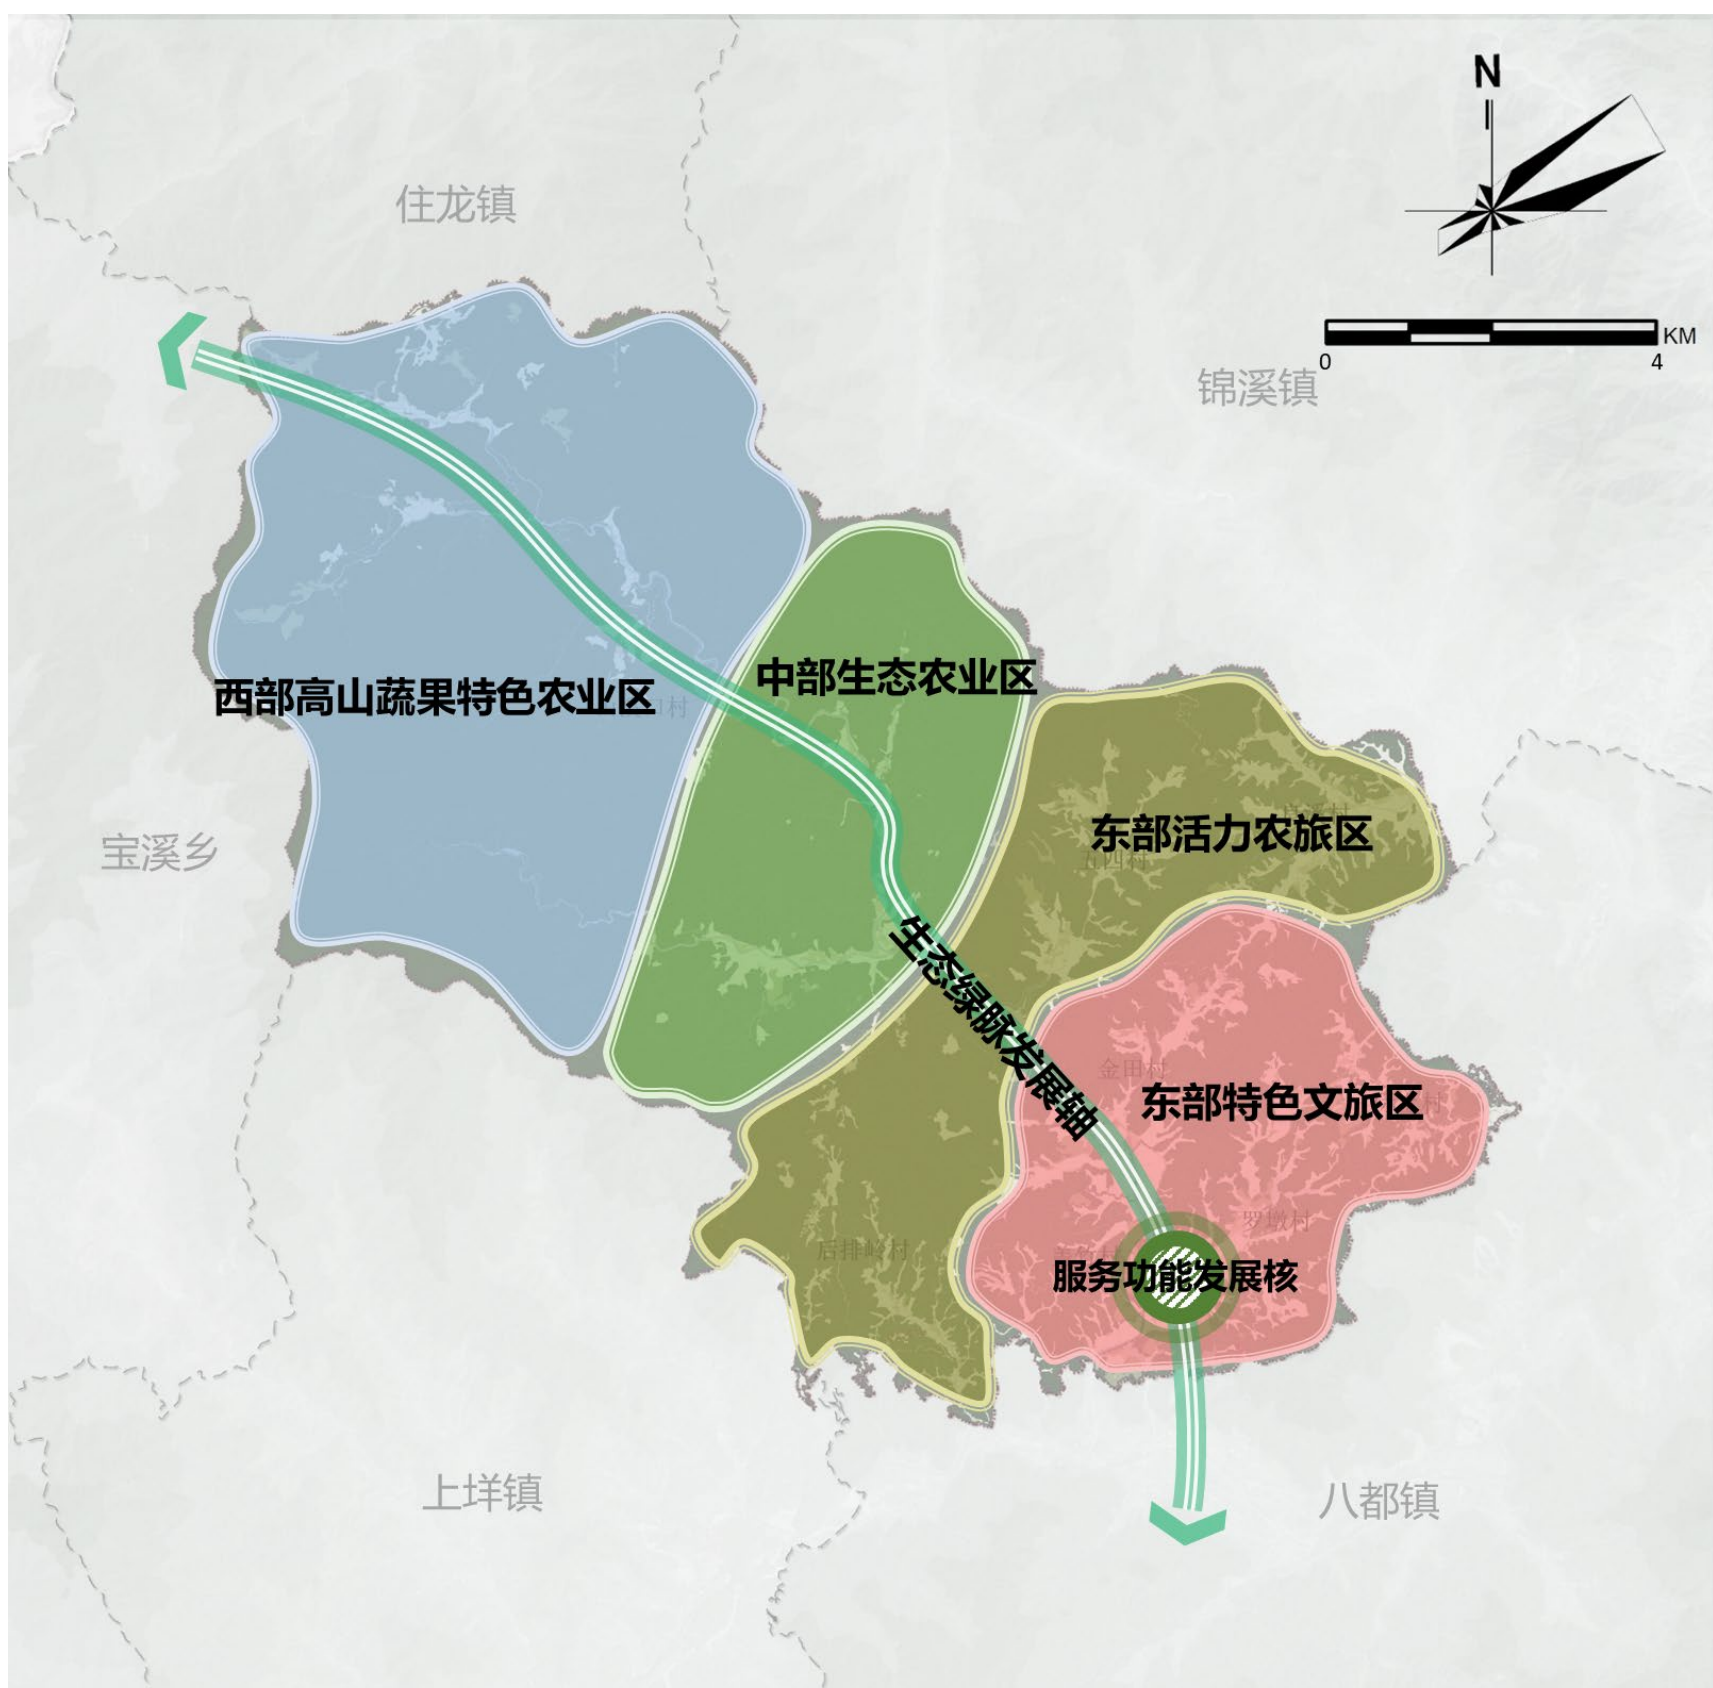 N
住龙镇
KM
0
4
锦溪镇
中部生态农业区
西部高山蔬果特色农业区
东部活力农旅区
五四村
宝溪乡
生态绿脉发展轴
金田村
东部特色文旅区
罗墩村
后排岭村
服务功能发展核
上垟镇
八都镇